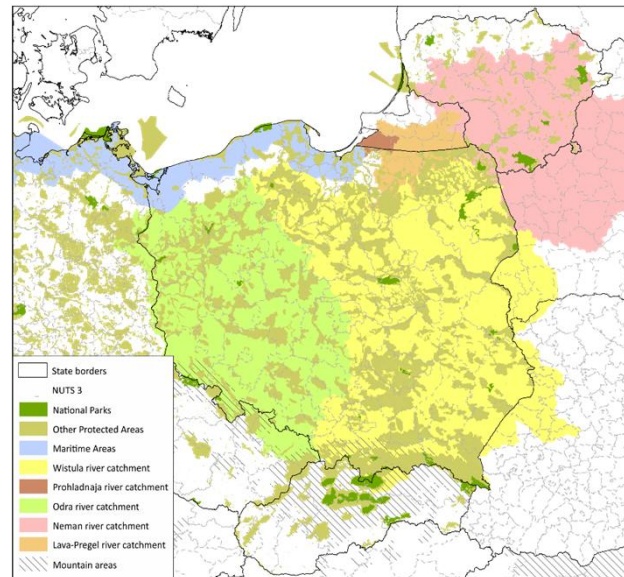 State borders
NUTS 3
National Parks
Other Protected Areas
Maritime Areas
Wistula river catchment
Prohladnaja river catchment
Odra river catchment
Neman river catchment
Lava-Pregel river catchment
Mountain areas